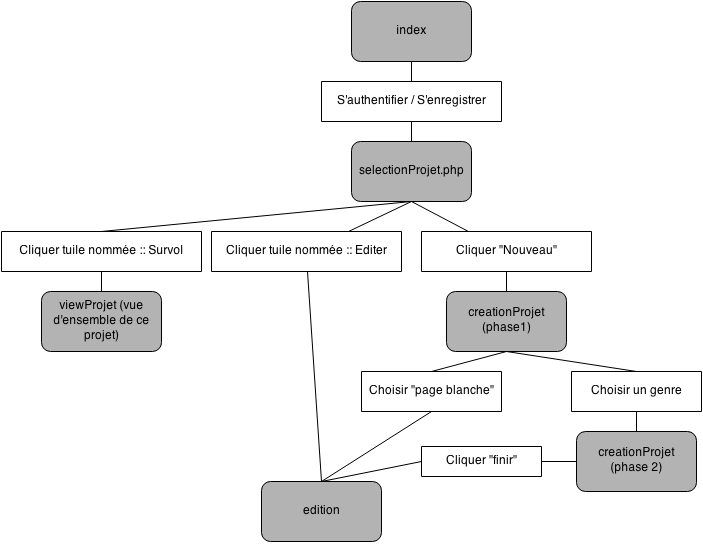 index
S'authentifier / S'enregistrer
selectionProjet.php
Cliquer tuile nommée :: Survol
Cliquer tuile nommée :: Editer
Cliquer "Nouveau"
viewProjet (vue
d'ensemble de ce
projet)
creationProjet
(phase1)
Choisir "page blanche"
Choisir un genre
creationProjet
(phase 2)
Cliquer "finir"
edition